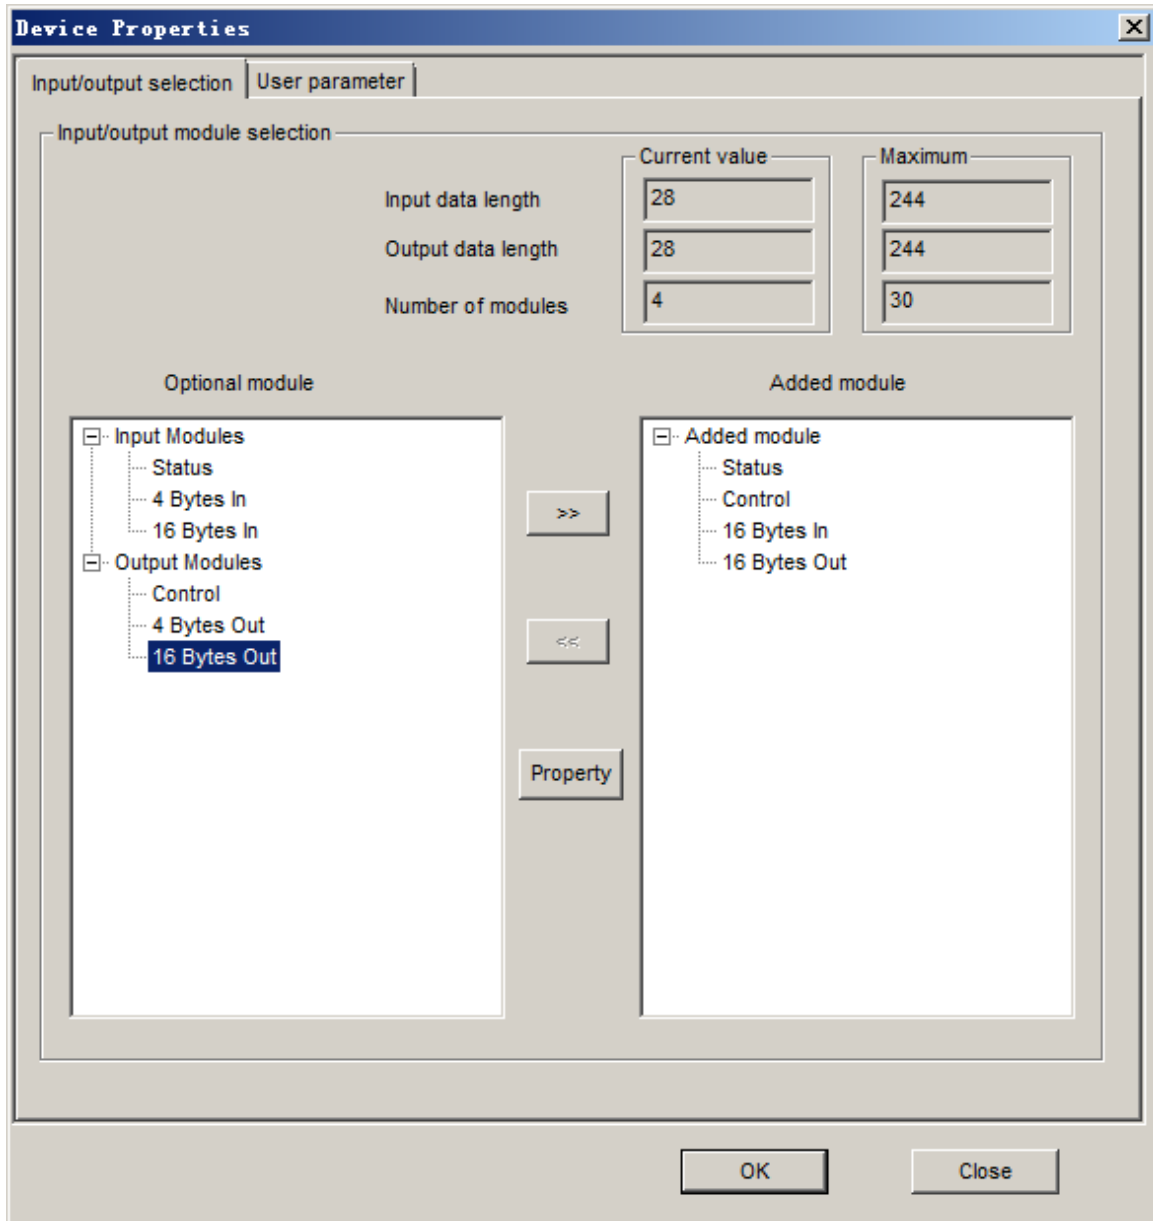 Device Properties
Input/output selection
User parameter
Input/output module selection
Current value
Maximum
Input data length
28
244
Output data length
28
244
Number of modules
4
30
Optional module
Added module
Input Modules
Status
4 Bytes In
16 Bytes In
Output Modules
Control
4 Bytes Out
16 Bytes Out
>>
<<
Property
Added module
Status
Control
16 Bytes In
16 Bytes Out
OK
Close